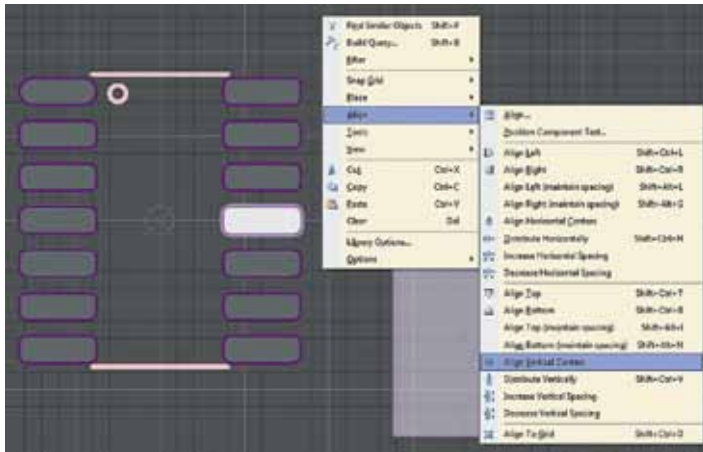 Find Similar Objects Shift+F
Build Query... Shift+B
Filter
Snap Grid
Place
Align
Tools
View
Cut Ctrl+X
Copy Ctrl+C
Paste Ctrl+V
Clear Del
Library Options...
Options
Align...
Position Component Text...
Align Left Shift+Ctrl+L
Align Right Shift+Ctrl+R
Align Left (maintain spacing) Shift+Alt+L
Align Right (maintain spacing)
Align Horizontal Centers
Distribute Horizontally Shift+Ctrl+H
Increase Horizontal Spacing
Decrease Horizontal Spacing
Align Top Shift+Ctrl+T
Align Bottom Shift+Ctrl+B
Align Top (maintain spacing) Shift+Alt+I
Align Bottom (maintain spacing) Shift+Alt+N
Align Vertical Centers
Distribute Vertically Shift+Ctrl+V
Increase Vertical Spacing
Decrease Vertical Spacing
Align To Grid Shift+Ctrl+D